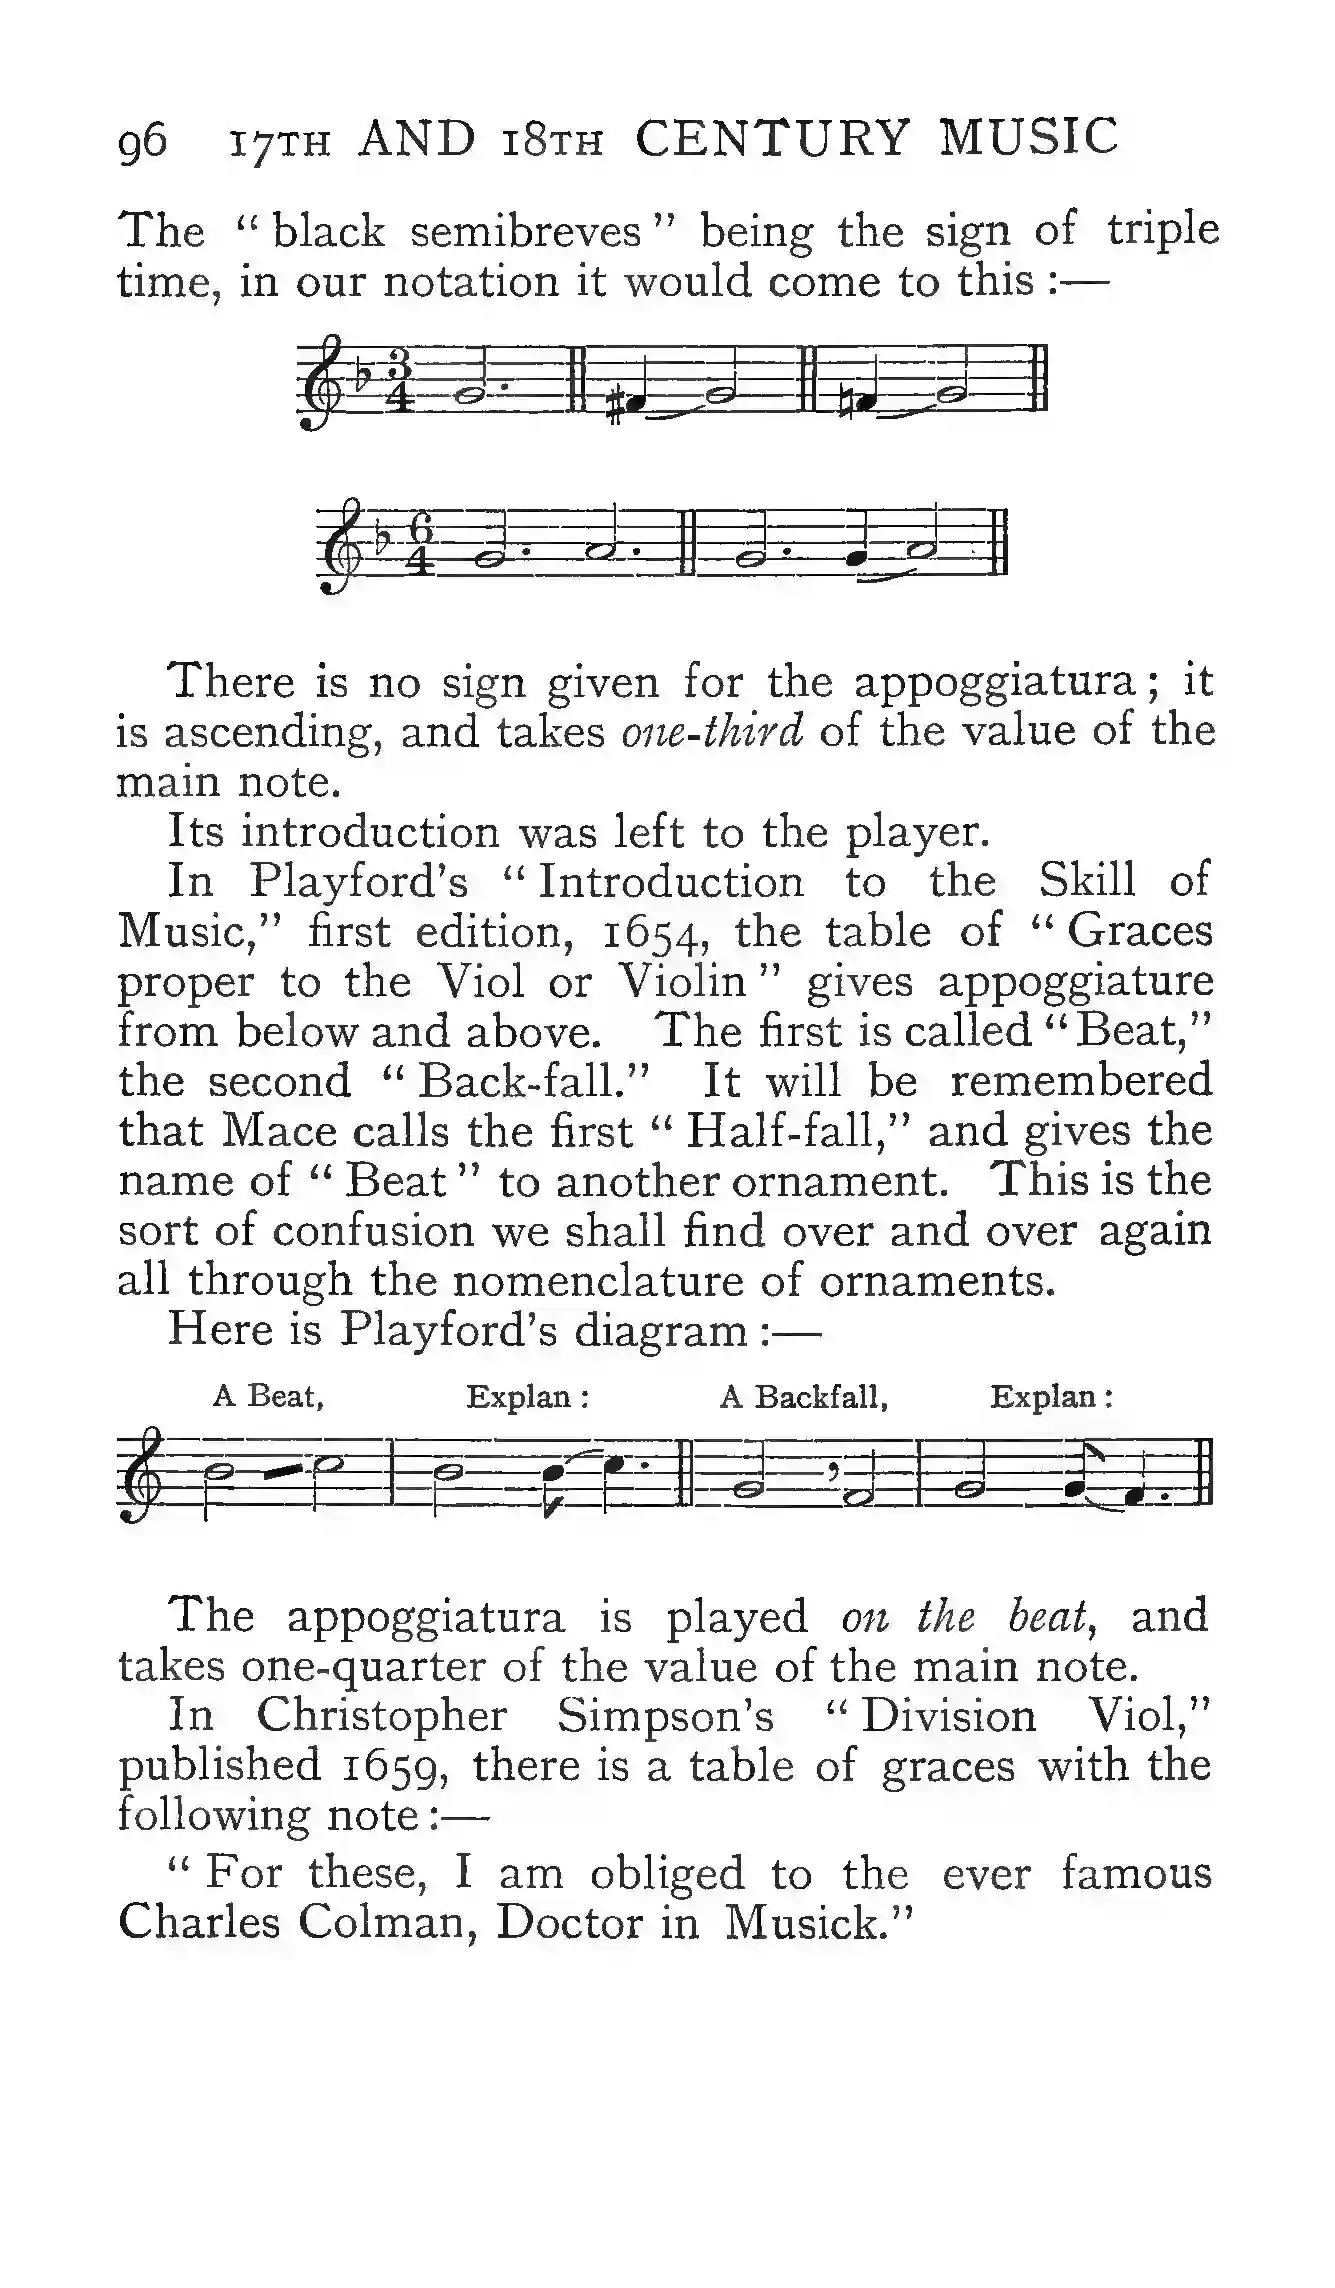 96 17TH AND 18TH CENTURY MUSIC
The “ black semibreves ” being the sign of triple
time, in our notation it would come to this :—
3
4
6
4
There is no sign given for the appoggiatura ; it
is ascending, and takes one-third of the value of the
main note.
Its introduction was left to the player.
In Playford’s “ Introduction to the Skill of
Music,” first edition, 1654, the table of “ Graces
proper to the Viol or Violin ” gives appoggiature
from below and above. The first is called “ Beat,”
the second “ Back-fall.” It will be remembered
that Mace calls the first “ Half-fall,” and gives the
name of “ Beat ” to another ornament. This is the
sort of confusion we shall find over and over again
all through the nomenclature of ornaments.
Here is Playford’s diagram :—
A Beat, Explan : A Backfall, Explan :
The appoggiatura is played on the beat, and
takes one-quarter of the value of the main note.
In Christopher Simpson’s “ Division Viol,”
published 1659, there is a table of graces with the
following note :—
“ For these, I am obliged to the ever famous
Charles Colman, Doctor in Musick.”